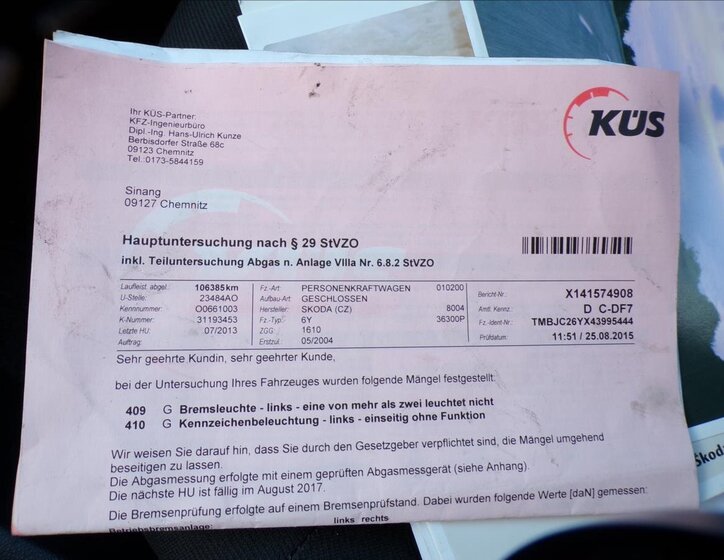 KÜS
Ihr KÜS-Partner:
KFZ-Ingenieurbüro
Dipl.-Ing. Hans-Ulrich Kunze
Berbisdorfer Straße 68c
09123 Chemnitz
Tel.:0173-5844159
Sinang
09127 Chemnitz
Hauptuntersuchung nach § 29 StVZO
inkl. Teiluntersuchung Abgas n. Anlage VIIIa Nr. 6.8.2 StVZO
Laufleist. abgel.: 106385km Fz.-Art: PERSONENKRAFTWAGEN 010200
U-Stelle: 23484AO Aufbau-Art: GESCHLOSSEN Bericht-Nr.: X141574908
Kennnummer: O0661003 Hersteller: SKODA (CZ) 8004 Amtl. Kennz.: D C-DF7
K-Nummer: 31193453 Fz.-Typ: 6Y 36300P Fz.-Ident-Nr.: TMBJC26YX43995444
Letzte HU: 07/2013 ZGG: 1610 Prüfdatum: 11:51 / 25.08.2015
Auftrag: Erstzul.: 05/2004
Sehr geehrte Kundin, sehr geehrter Kunde,
bei der Untersuchung Ihres Fahrzeuges wurden folgende Mängel festgestellt:
409 G Bremsleuchte - links - eine von mehr als zwei leuchtet nicht
410 G Kennzeichenbeleuchtung - links - einseitig ohne Funktion
Wir weisen Sie darauf hin, dass Sie durch den Gesetzgeber verpflichtet sind, die Mängel umgehend
beseitigen zu lassen.
Die Abgasmessung erfolgte mit einem geprüften Abgasmessgerät (siehe Anhang).
Die nächste HU ist fällig im August 2017.
Die Bremsenprüfung erfolgte auf einem Bremsenprüfstand. Dabei wurden folgende Werte [daN] gemessen:
links rechts
Betriebsbremsanlage:
Skod